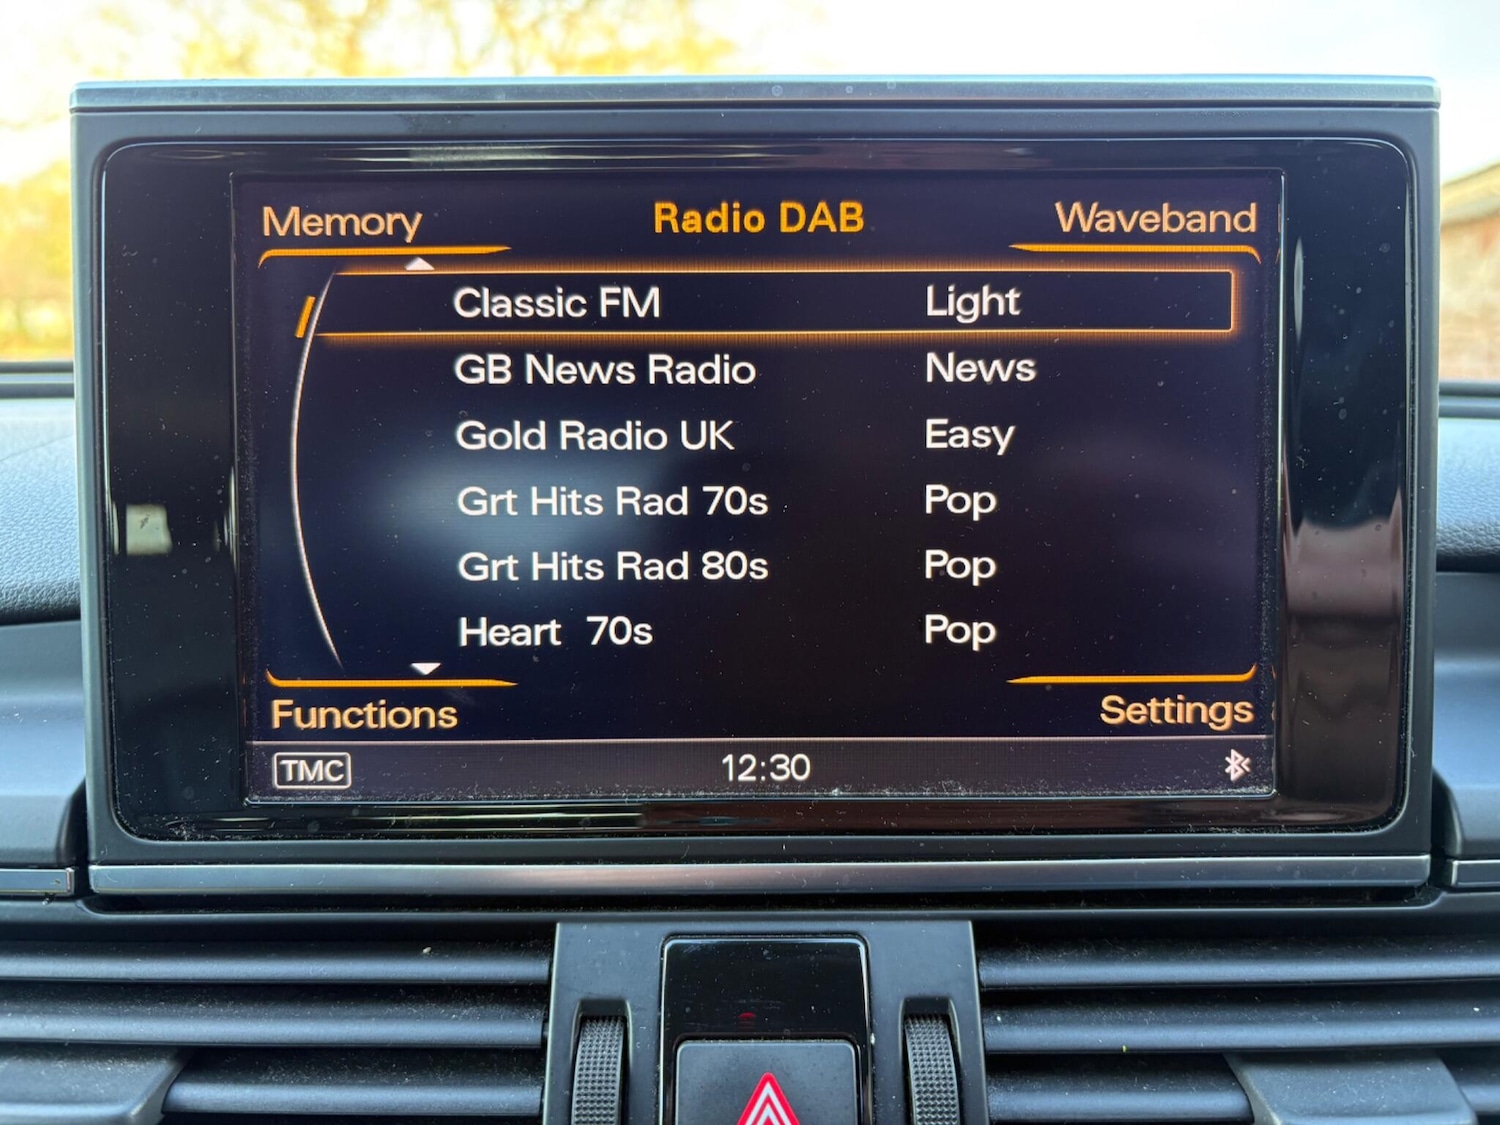 Memory Radio DAB Waveband
Classic FM Light
GB News Radio News
Gold Radio UK Easy
Grt Hits Rad 70s Pop
Grt Hits Rad 80s Pop
Heart 70s Pop
Functions Settings
TMC 12:30